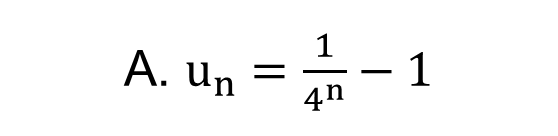 A. uₙ = 1/4ⁿ − 1